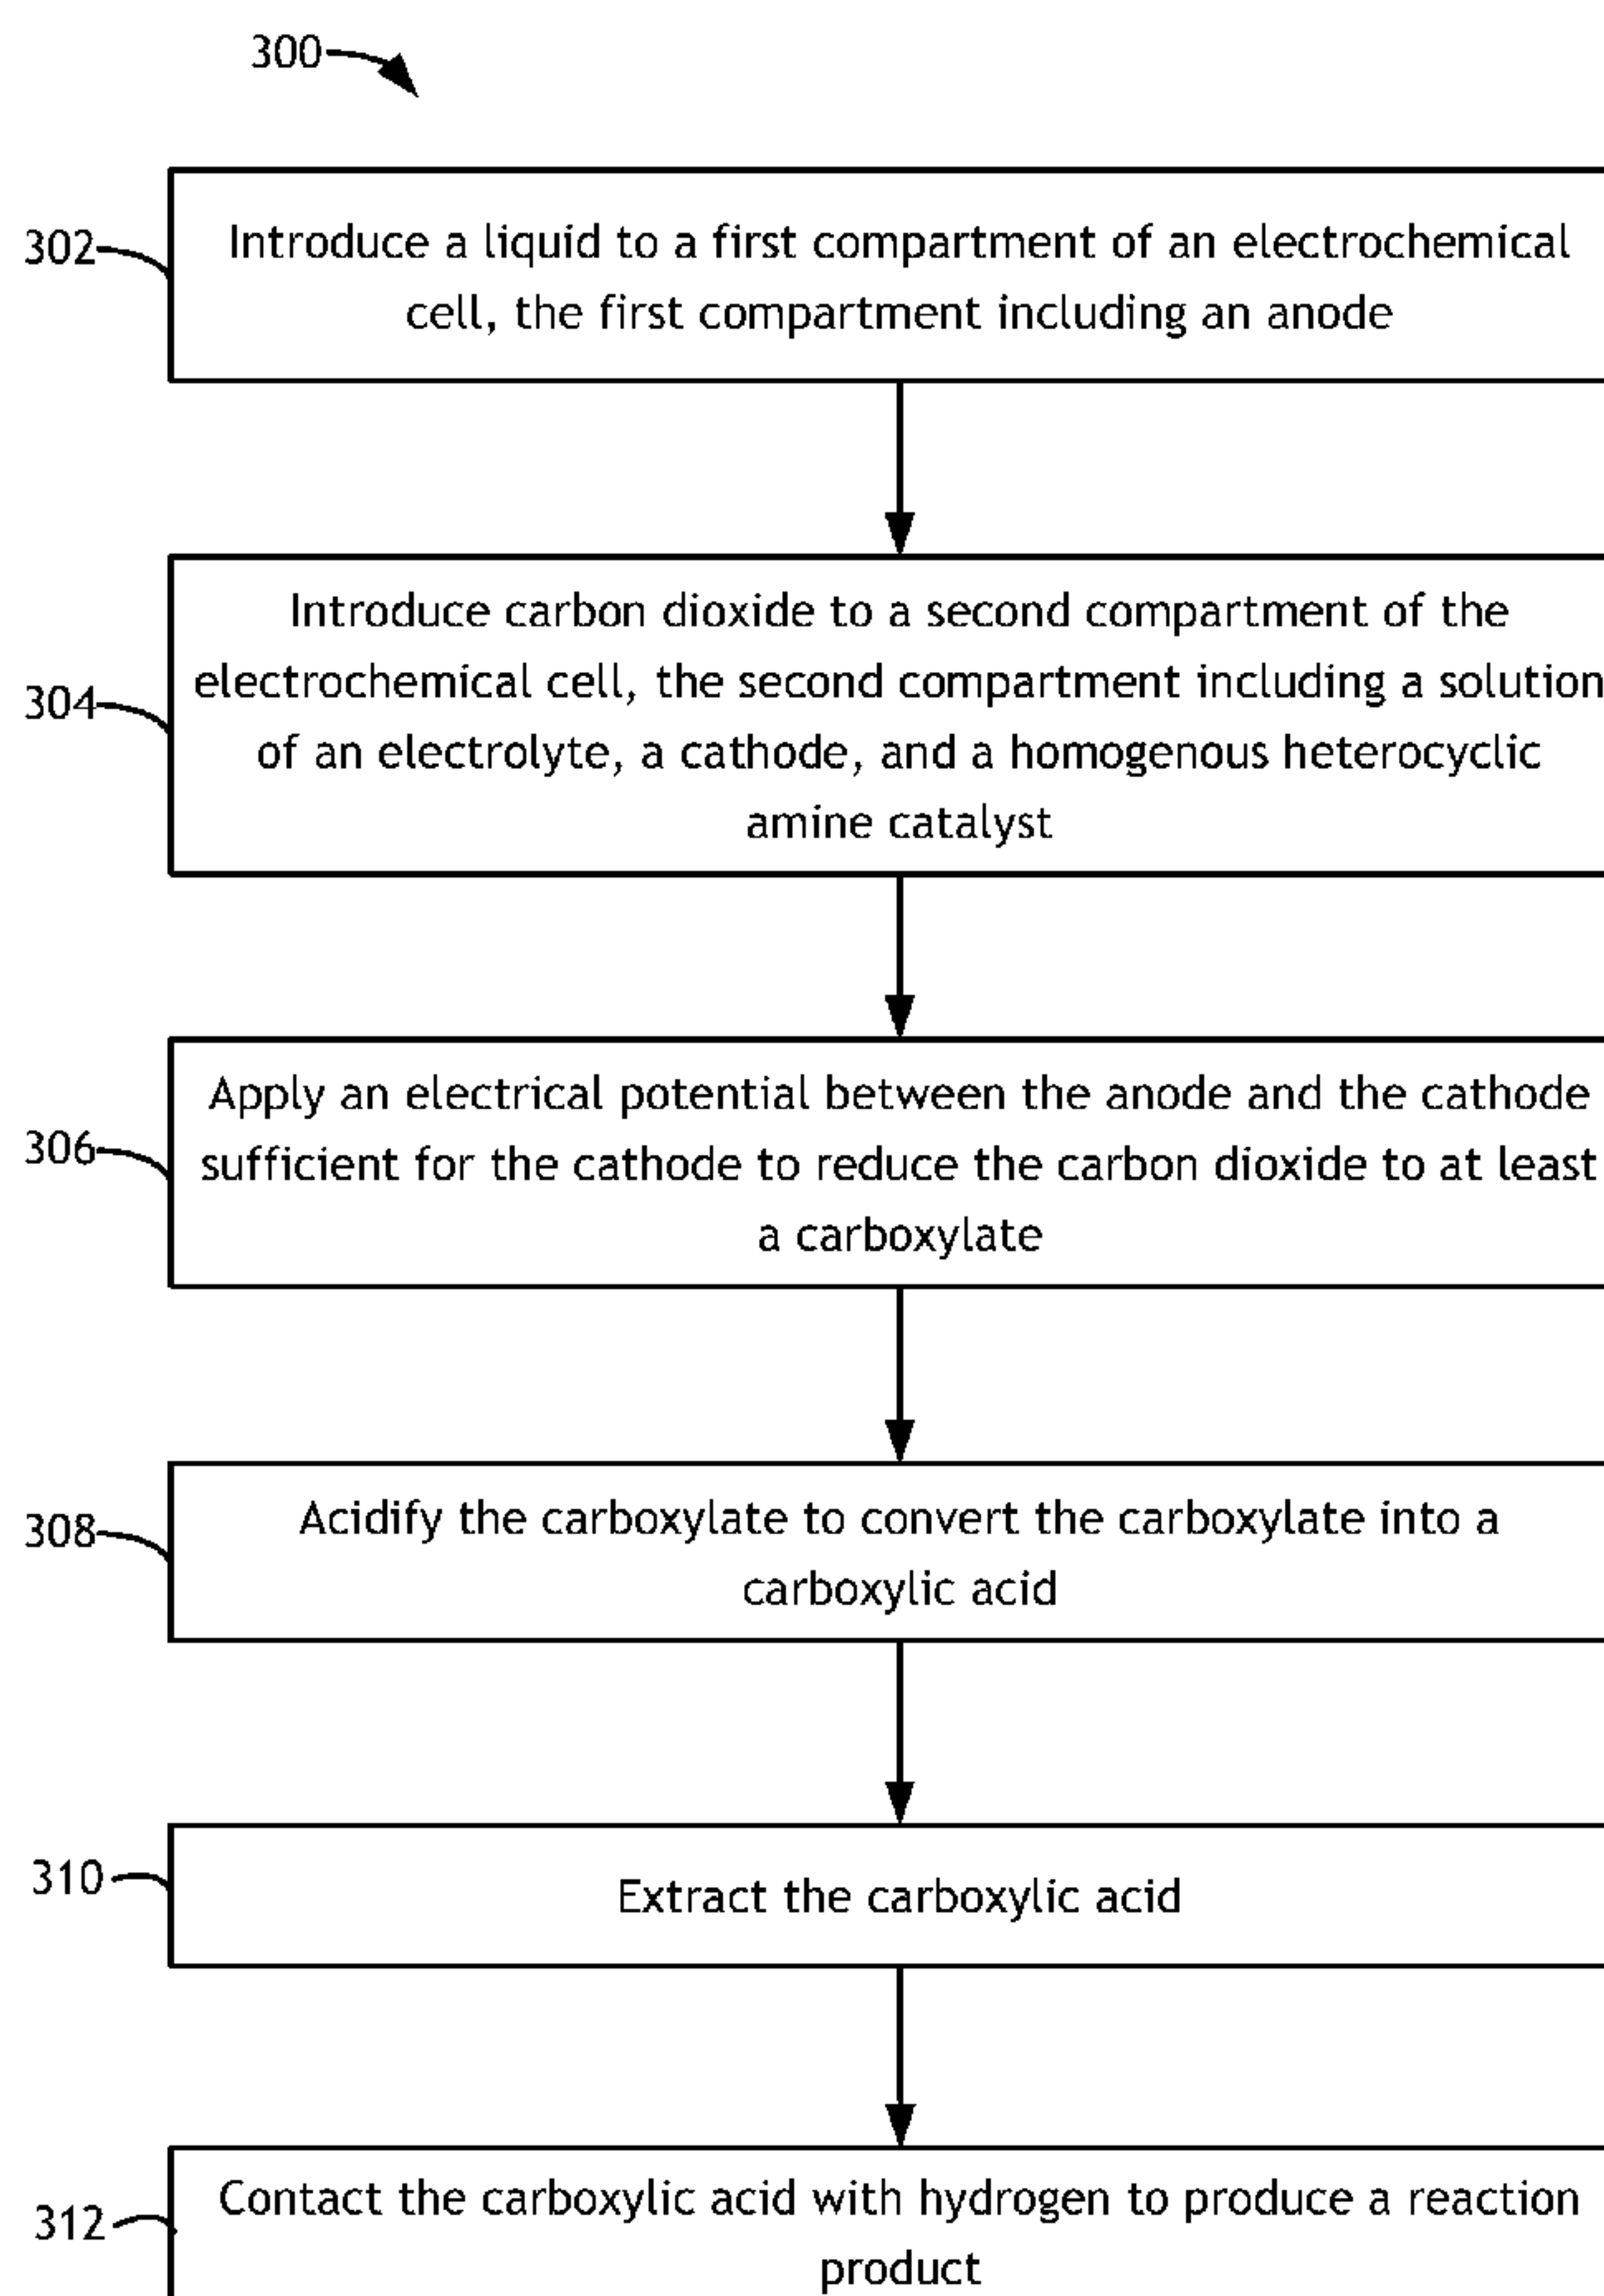 300
302
Introduce a liquid to a first compartment of an electrochemical
cell, the first compartment including an anode
304
Introduce carbon dioxide to a second compartment of the
electrochemical cell, the second compartment including a solution
of an electrolyte, a cathode, and a homogenous heterocyclic
amine catalyst
306
Apply an electrical potential between the anode and the cathode
sufficient for the cathode to reduce the carbon dioxide to at least
a carboxylate
308
Acidify the carboxylate to convert the carboxylate into a
carboxylic acid
310
Extract the carboxylic acid
312
Contact the carboxylic acid with hydrogen to produce a reaction
product